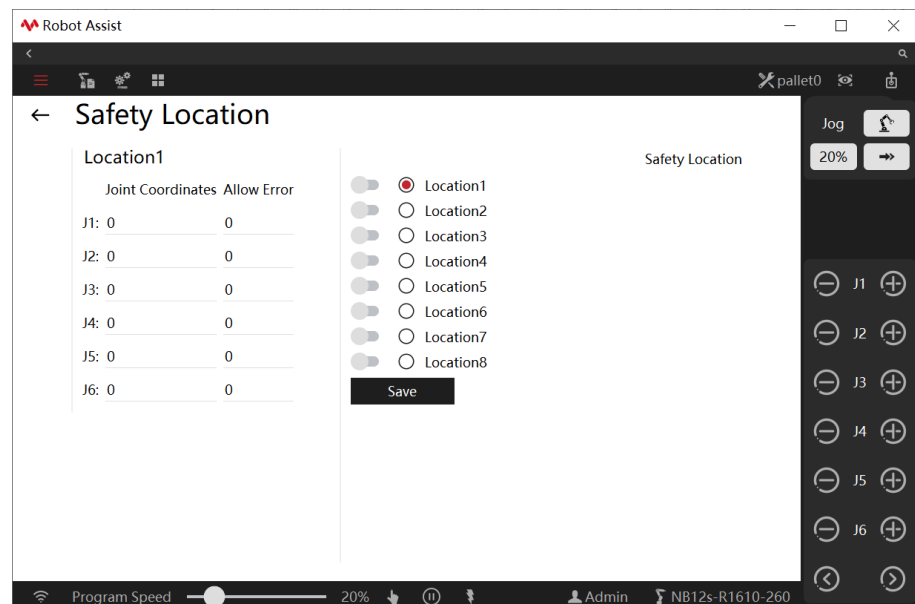 Robot Assist
pallet0
Safety Location
Jog
20%
Location1
Joint Coordinates Allow Error
J1: 0 0
J2: 0 0
J3: 0 0
J4: 0 0
J5: 0 0
J6: 0 0
Safety Location
Location1
Location2
Location3
Location4
Location5
Location6
Location7
Location8
Save
J1
J2
J3
J4
J5
J6
Program Speed 20% Admin NB12s-R1610-260